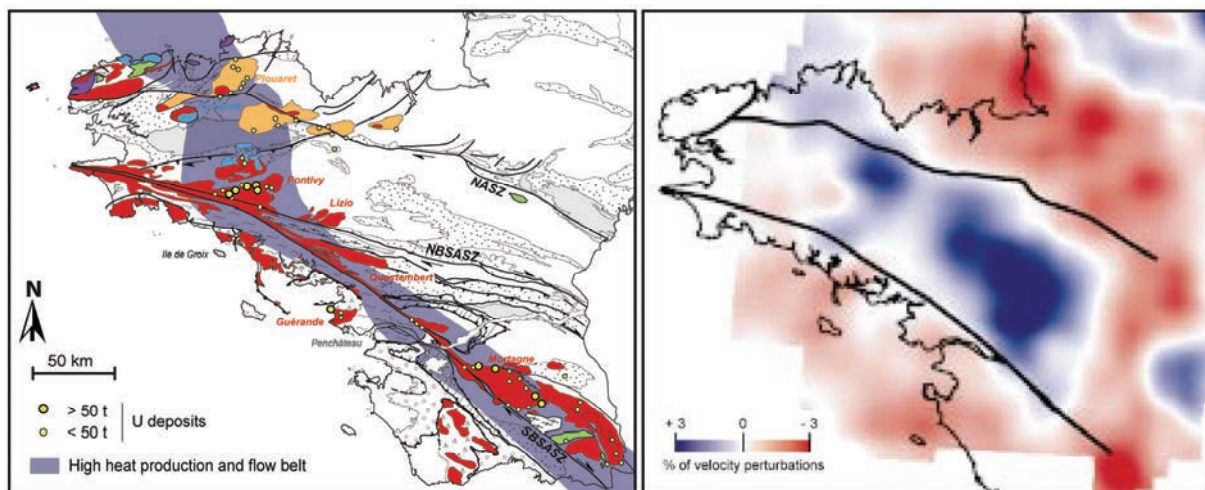 Plouaret
Pontivy
Lizio
NASZ
NBSASZ
Ile de Groix
Questembert
Guérande
Penchâteau
Mortagne
SBSASZ
N
50 km
> 50 t
< 50 t
U deposits
High heat production and flow belt
+ 3 0 - 3
% of velocity perturbations